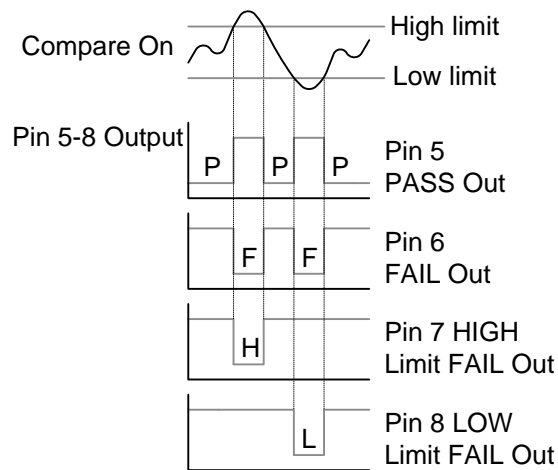 High limit
Compare On
Low limit
Pin 5-8 Output
P P P
Pin 5
PASS Out
F F
Pin 6
FAIL Out
H
Pin 7 HIGH
Limit FAIL Out
L
Pin 8 LOW
Limit FAIL Out